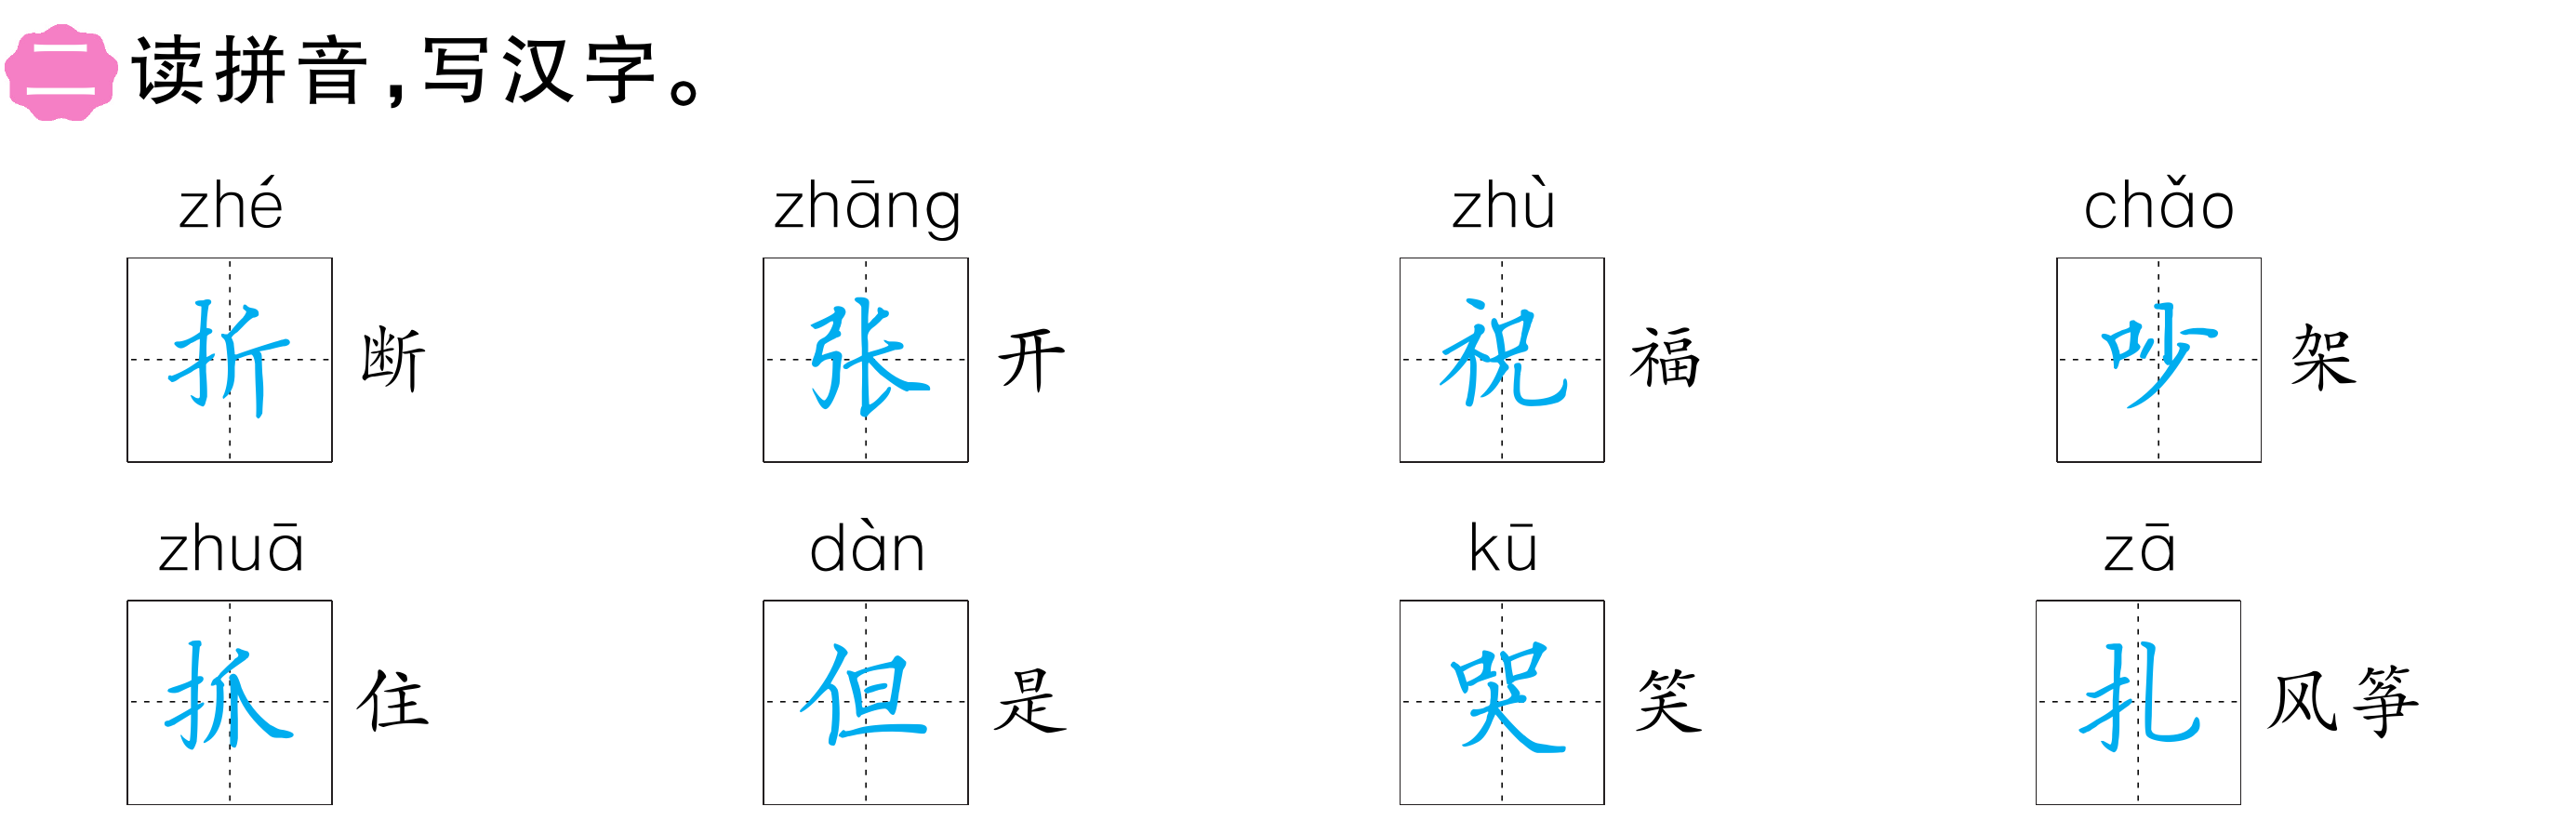 二 读拼音,写汉字。
zhé zhāng zhù chǎo
折断 张开 祝福 吵架
zhuā dàn kū zā
抓住 但是 哭笑 扎风筝